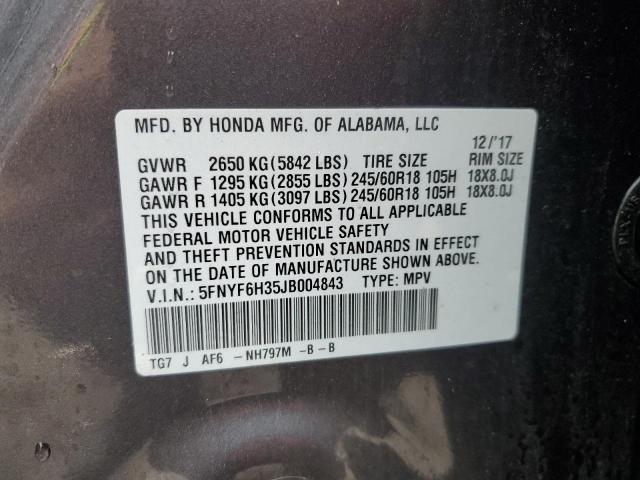 MFD. BY HONDA MFG. OF ALABAMA, LLC
12/'17
GVWR 2650 KG(5842 LBS) TIRE SIZE RIM SIZE
GAWR F 1295 KG(2855 LBS)245/60R18 105H 18X8.0J
GAWR R 1405 KG(3097 LBS)245/60R18 105H 18X8.0J
THIS VEHICLE CONFORMS TO ALL APPLICABLE
FEDERAL MOTOR VEHICLE SAFETY
AND THEFT PREVENTION STANDARDS IN EFFECT
ON THE DATE OF MANUFACTURE SHOWN ABOVE.
V.I.N.: 5FNYF6H35JB004843 TYPE: MPV
TG7 J AF6 -NH797M -B-B